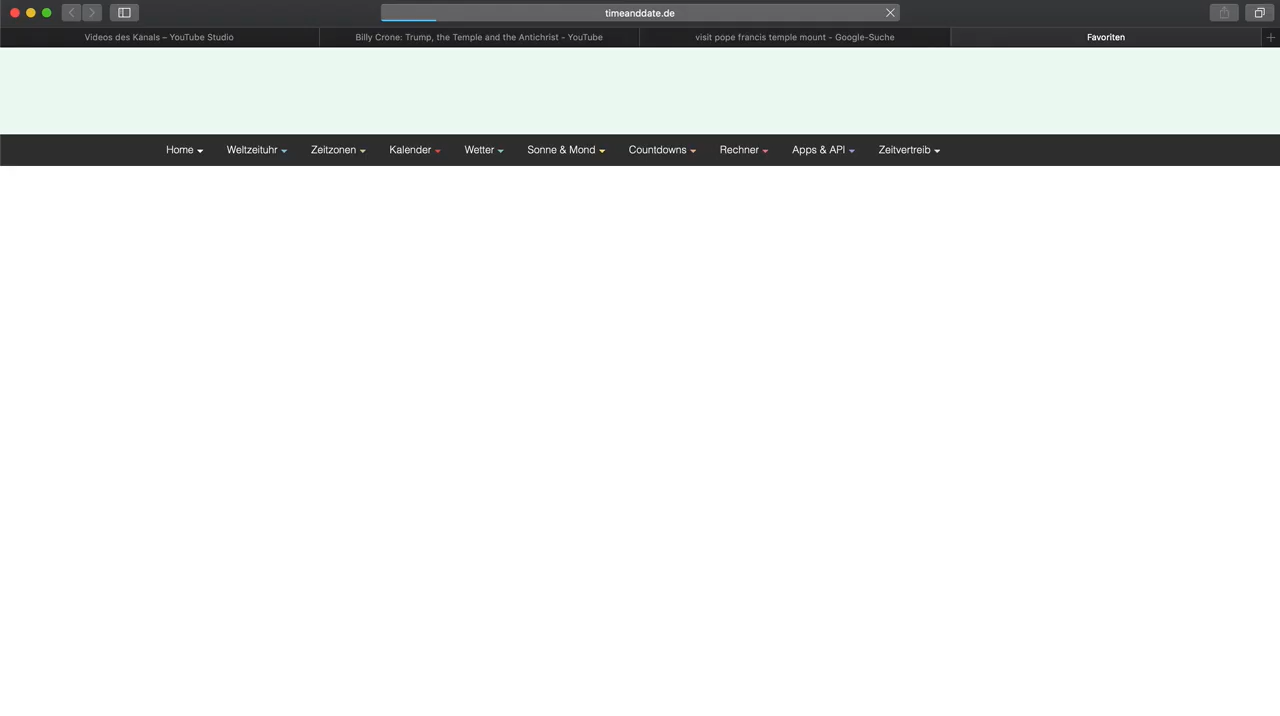 timeanddate.de
Videos des Kanals – YouTube Studio
Billy Crone: Trump, the Temple and the Antichrist - YouTube
visit pope francis temple mount - Google-Suche
Favoriten
Home Weltzeituhr Zeitzonen Kalender Wetter Sonne & Mond Countdowns Rechner Apps & API Zeitvertreib